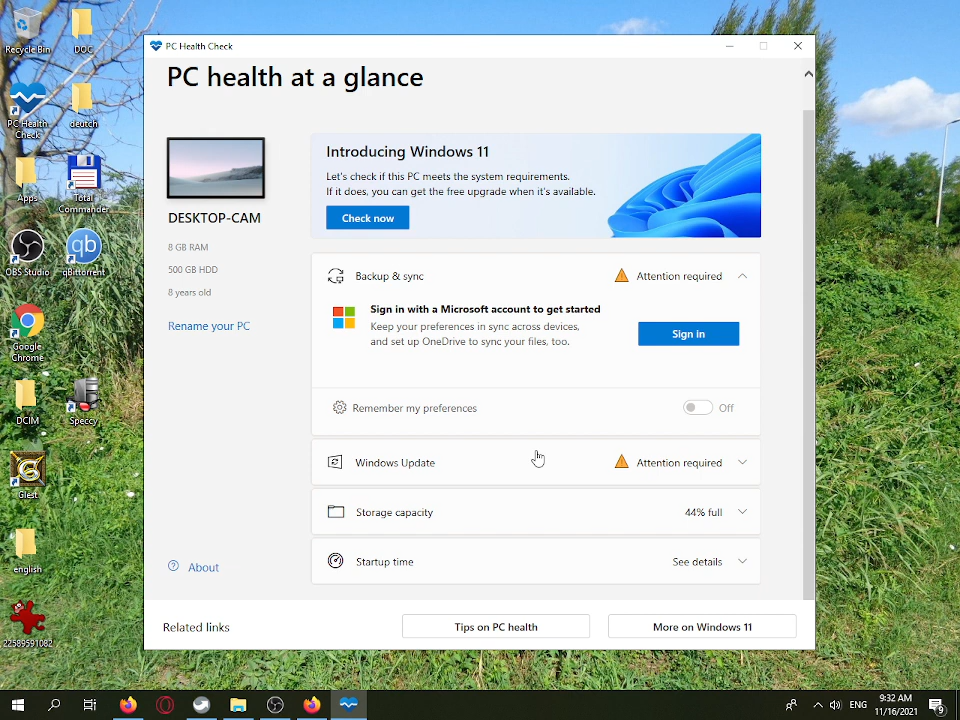 Recycle Bin
DOC
PC Health
Check
deutch
Apps
Total
Commander
OBS Studio
qBittorrent
Google
Chrome
DCIM
Speccy
Glest
english
22589591082
PC Health Check
PC health at a glance
DESKTOP-CAM
8 GB RAM
500 GB HDD
8 years old
Rename your PC
About
Introducing Windows 11
Let's check if this PC meets the system requirements.
If it does, you can get the free upgrade when it's available.
Check now
Backup & sync
Attention required
Sign in with a Microsoft account to get started
Keep your preferences in sync across devices,
and set up OneDrive to sync your files, too.
Sign in
Remember my preferences
Off
Windows Update
Attention required
Storage capacity
44% full
Startup time
See details
Related links
Tips on PC health
More on Windows 11
ENG
9:32 AM
11/16/2021
9